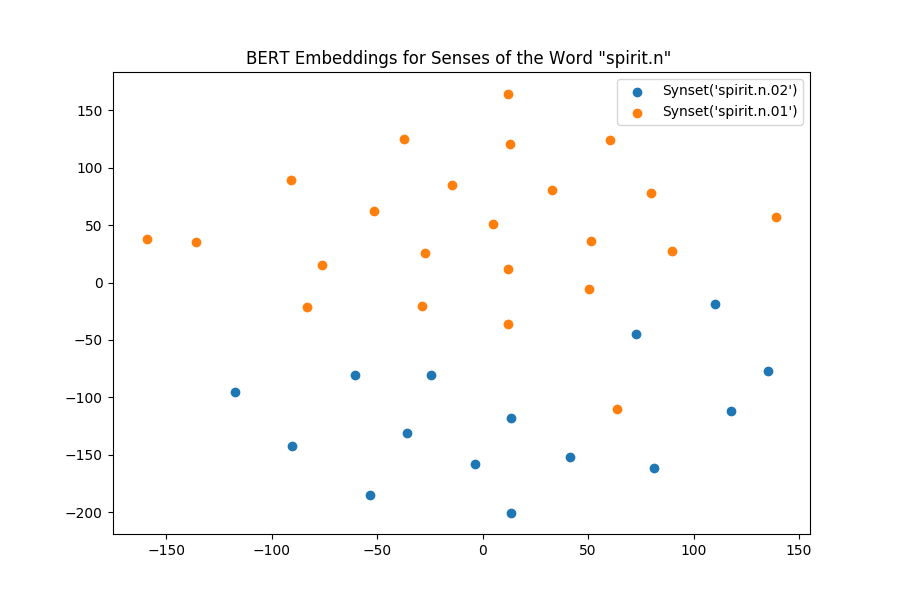 BERT Embeddings for Senses of the Word "spirit.n"
Synset('spirit.n.02')
Synset('spirit.n.01')
150
100
50
0
−50
−100
−150
−200
−150 −100 −50 0 50 100 150